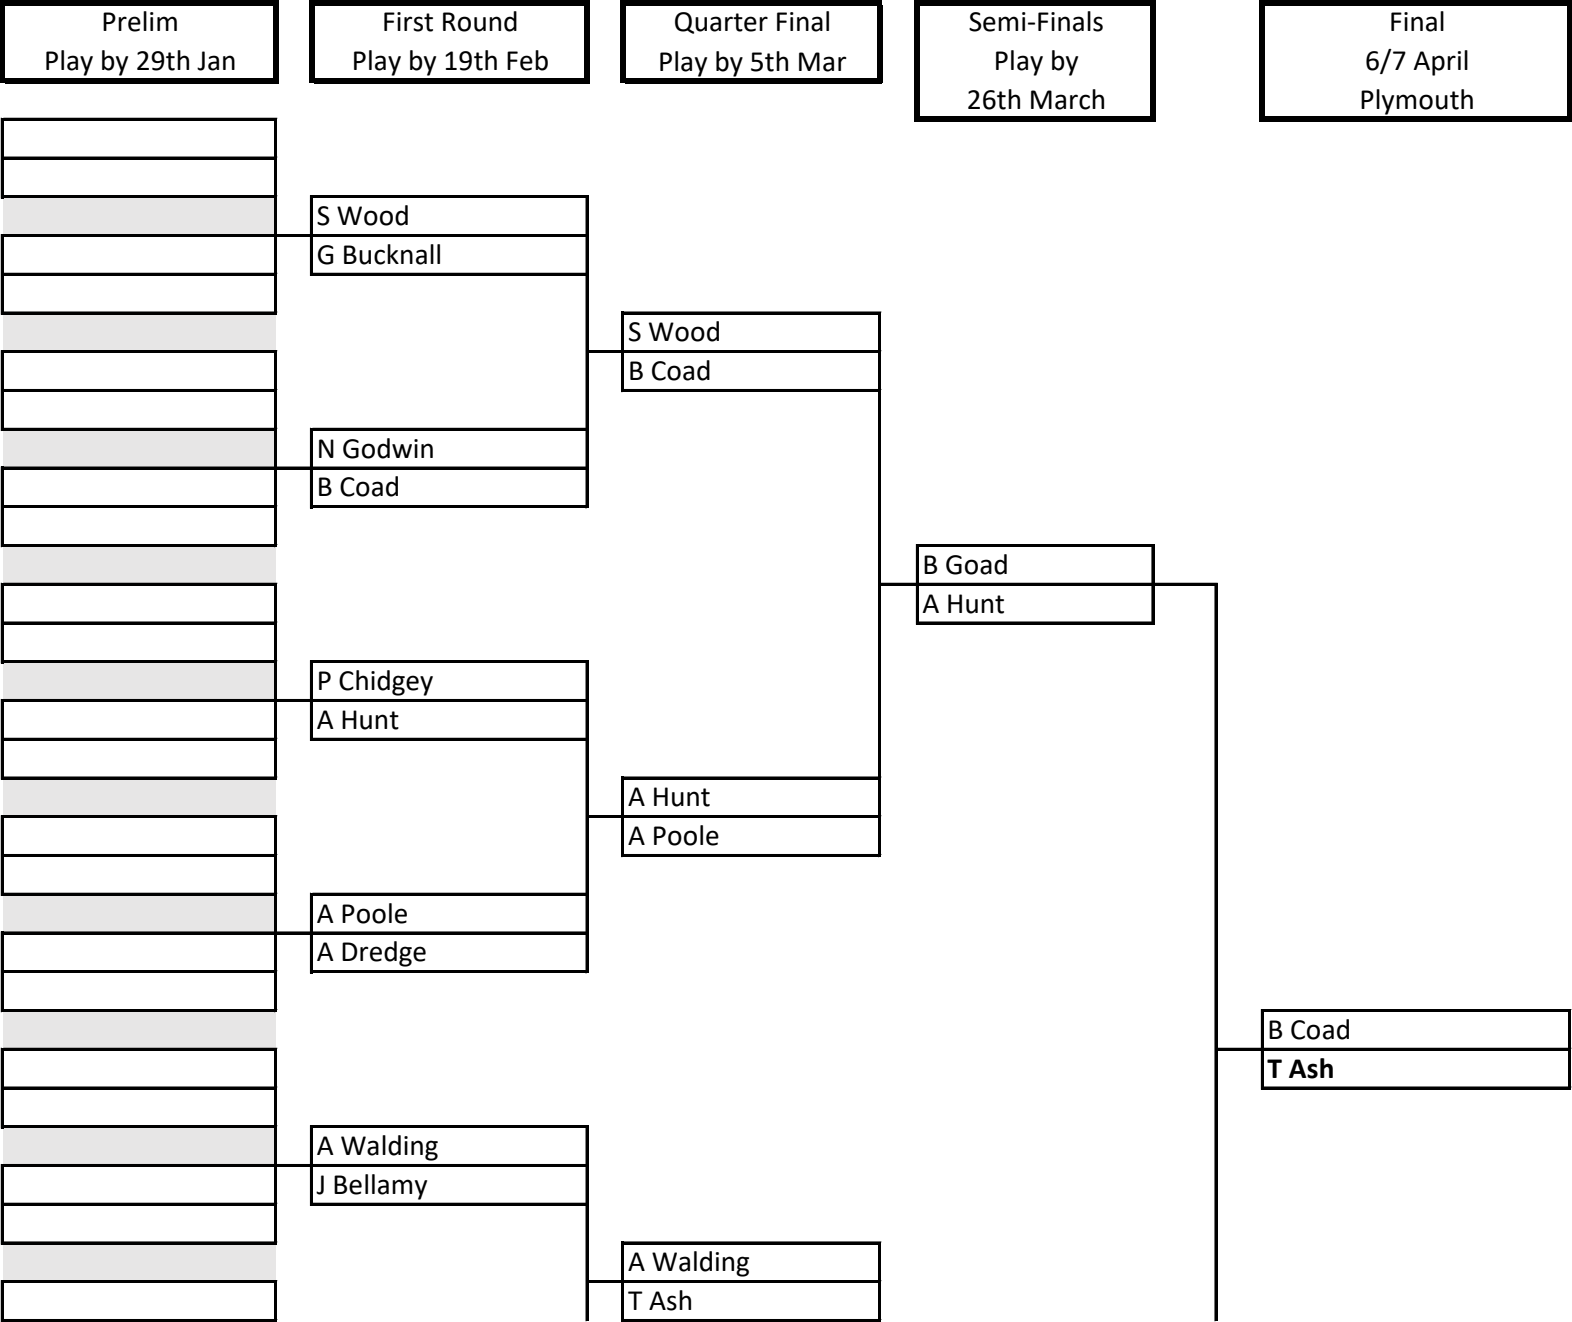 Prelim
Play by 29th Jan
First Round
Play by 19th Feb
Quarter Final
Play by 5th Mar
Semi-Finals
Play by
26th March
Final
6/7 April
Plymouth
S Wood
G Bucknall
S Wood
B Coad
N Godwin
B Coad
B Goad
A Hunt
P Chidgey
A Hunt
A Hunt
A Poole
A Poole
A Dredge
B Coad
T Ash
A Walding
J Bellamy
A Walding
T Ash